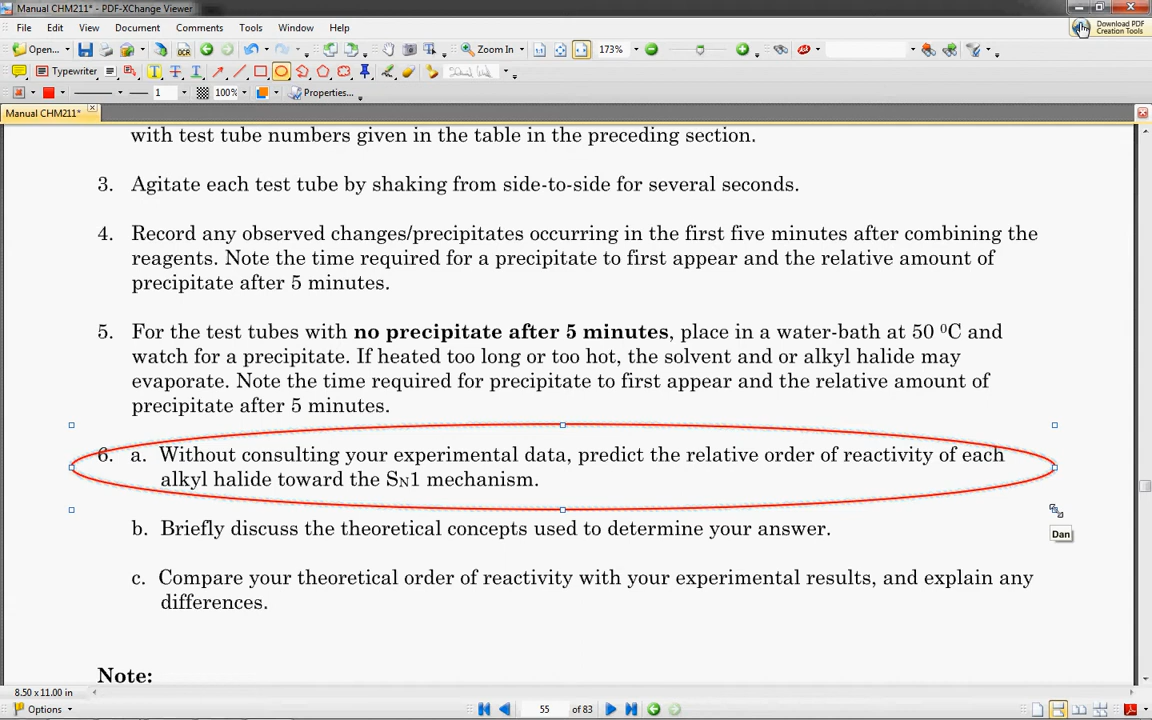 Manual CHM211* - PDF-XChange Viewer
File Edit View Document Comments Tools Window Help
Download PDF
Creation Tools
Open... OCR Zoom In 173%
Typewriter
1 100% Properties...
Manual CHM211*
with test tube numbers given in the table in the preceding section.
3. Agitate each test tube by shaking from side-to-side for several seconds.
4. Record any observed changes/precipitates occurring in the first five minutes after combining the
reagents. Note the time required for a precipitate to first appear and the relative amount of
precipitate after 5 minutes.
5. For the test tubes with no precipitate after 5 minutes, place in a water-bath at 50 ⁰C and
watch for a precipitate. If heated too long or too hot, the solvent and or alkyl halide may
evaporate. Note the time required for precipitate to first appear and the relative amount of
precipitate after 5 minutes.
6. a. Without consulting your experimental data, predict the relative order of reactivity of each
alkyl halide toward the SN1 mechanism.
Dan
b. Briefly discuss the theoretical concepts used to determine your answer.
c. Compare your theoretical order of reactivity with your experimental results, and explain any
differences.
Note:
8.50 x 11.00 in
Options 55 of 83